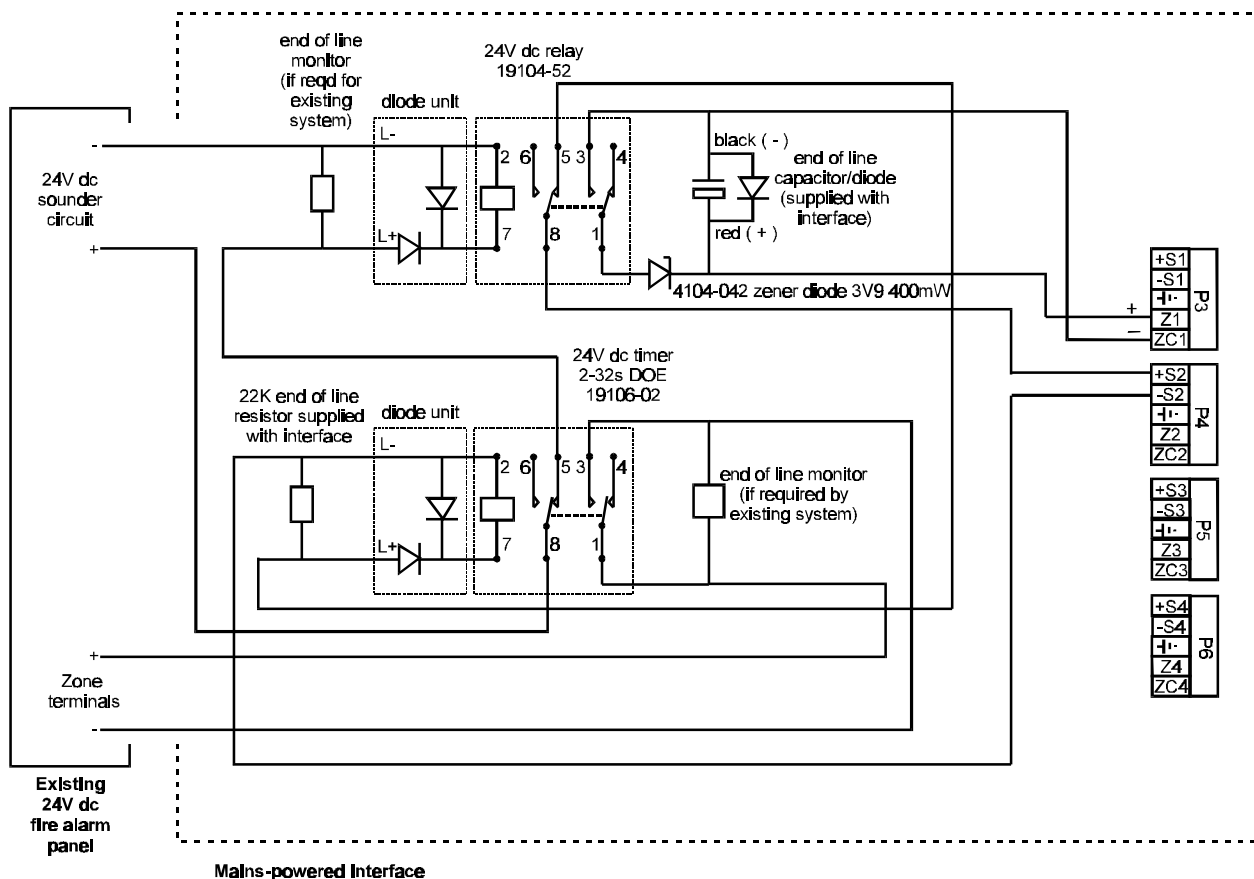 end of line
monitor
(if reqd for
existing
system)
24V dc relay
19104-52
diode unit
L-
2
6
5
3
4
black ( - )
end of line
capacitor/diode
(supplied with
interface)
red ( + )
-
24V dc
sounder
circuit
+
L+
7
8
1
4104-042 zener diode 3V9 400mW
+
-
+S1
-S1
Z1
ZC1
P3
24V dc timer
2-32s DOE
19106-02
+S2
-S2
Z2
ZC2
P4
22K end of line
resistor supplied
with interface
diode unit
L-
2
6
5
3
4
end of line monitor
(if required by
existing system)
L+
7
8
1
+S3
-S3
Z3
ZC3
P5
+S4
-S4
Z4
ZC4
P6
+
Zone
terminals
-
Existing
24V dc
fire alarm
panel
Mains-powered Interface